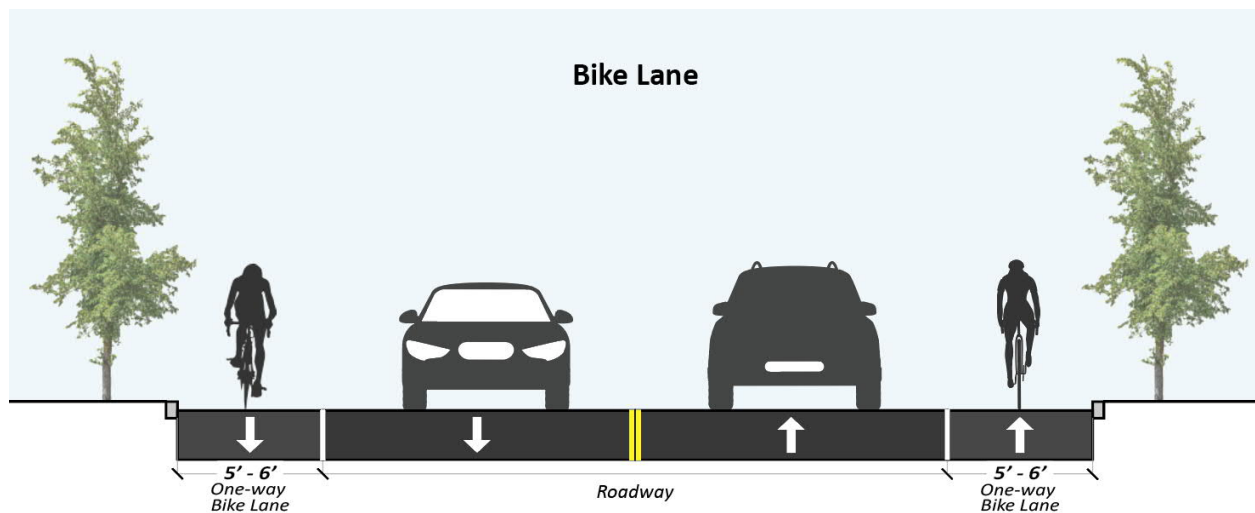 Bike Lane
5’ - 6’
One-way
Bike Lane
Roadway
5’ - 6’
One-way
Bike Lane